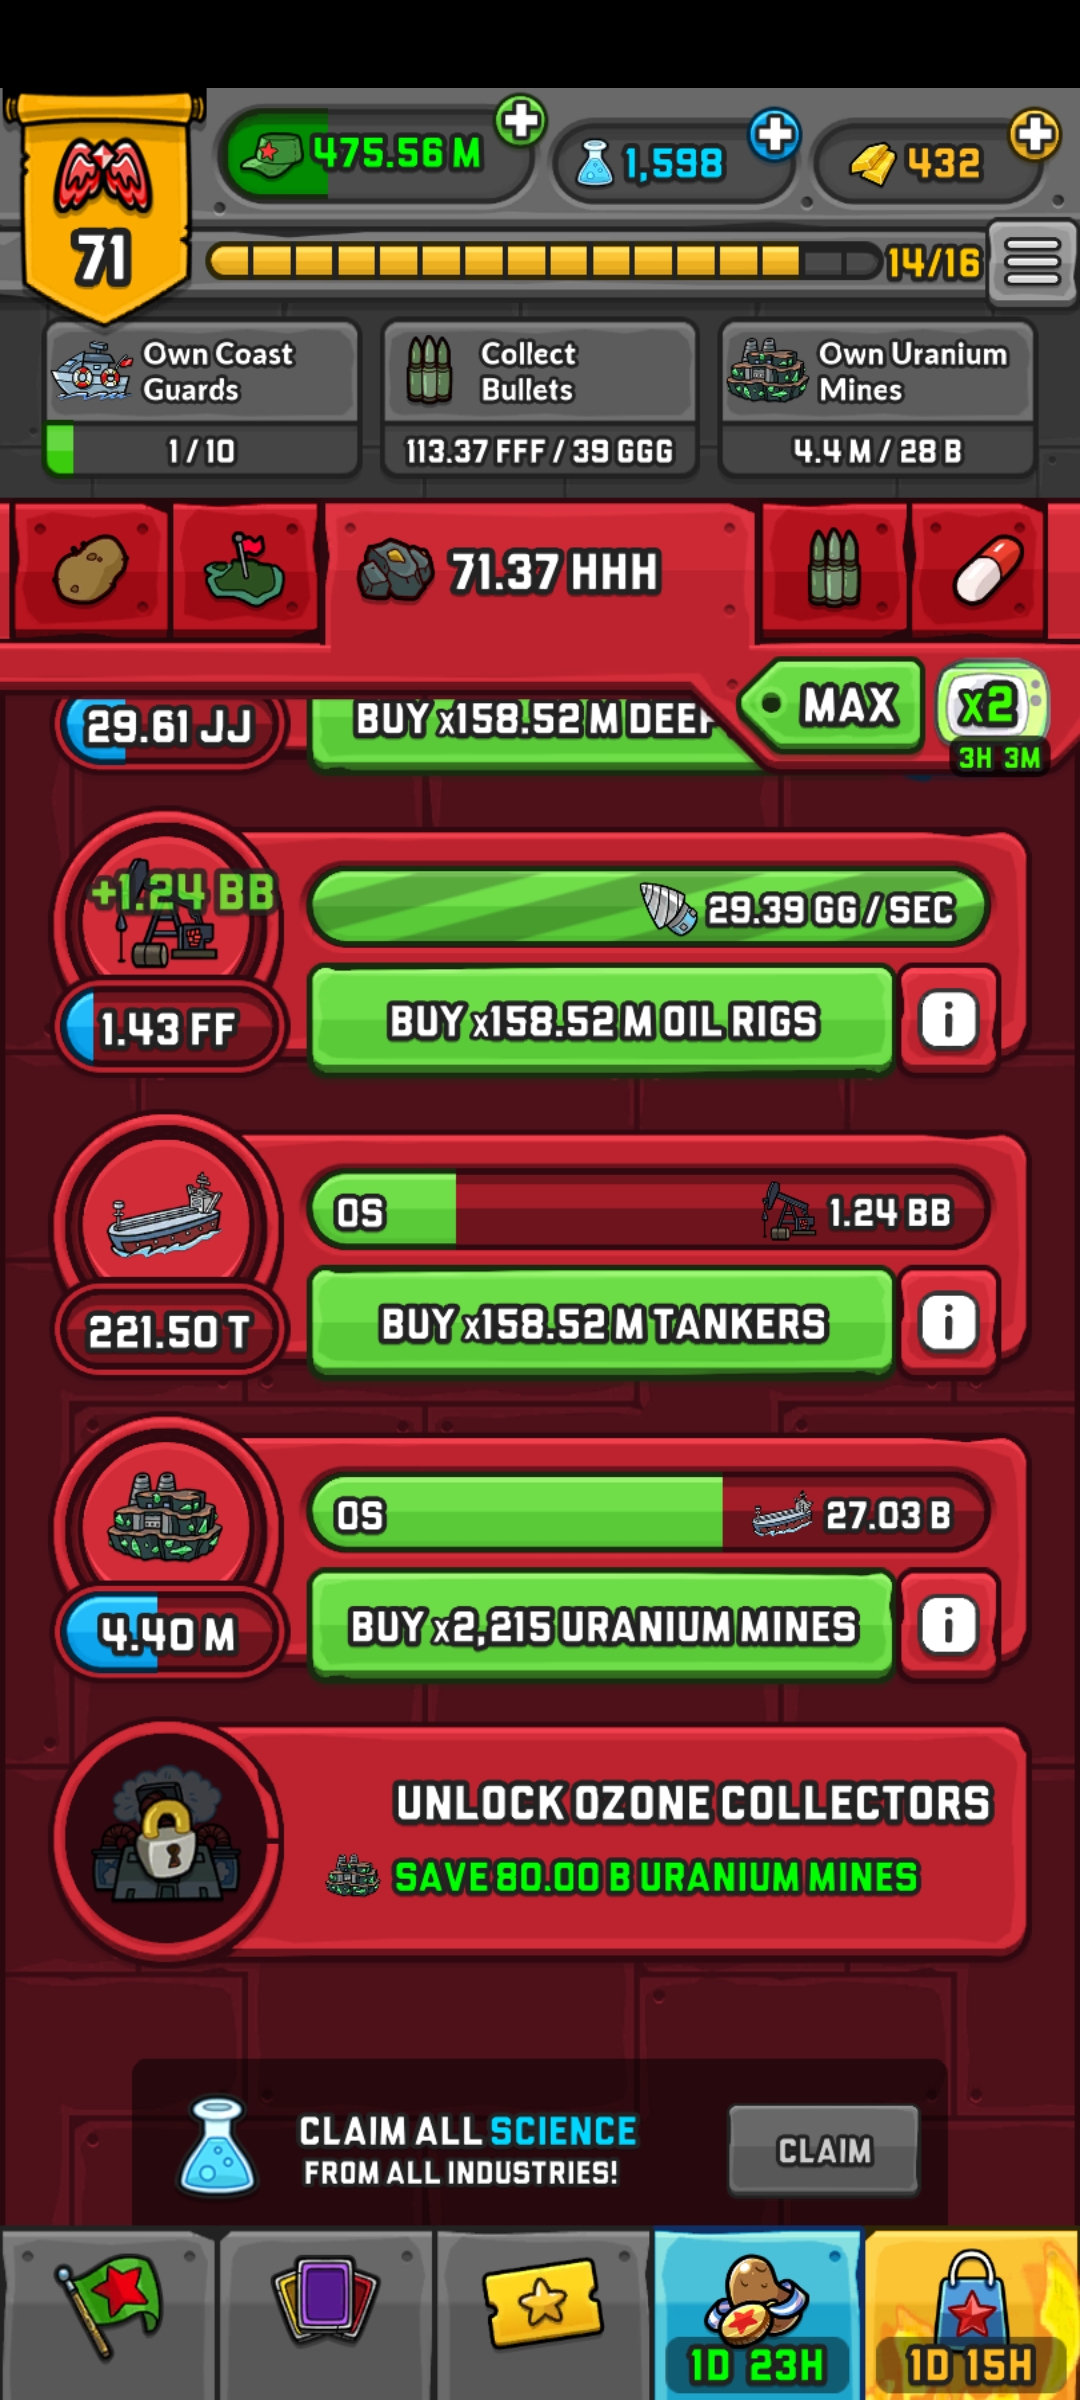 475.56 M
1,598
432
71
14/16
Own Coast
Guards
1 / 10
Collect
Bullets
113.37 FFF / 39 GGG
Own Uranium
Mines
4.4 M / 28 B
71.37 HHH
MAX
x2
3H 3M
29.61 JJ
BUY x158.52 M DEEP
+1.24 BB
29.39 GG / SEC
1.43 FF
BUY x158.52 M OIL RIGS
i
0S
1.24 BB
221.50 T
BUY x158.52 M TANKERS
i
0S
27.03 B
4.40 M
BUY x2,215 URANIUM MINES
i
UNLOCK OZONE COLLECTORS
SAVE 80.00 B URANIUM MINES
CLAIM ALL SCIENCE
FROM ALL INDUSTRIES!
CLAIM
1D 23H
1D 15H